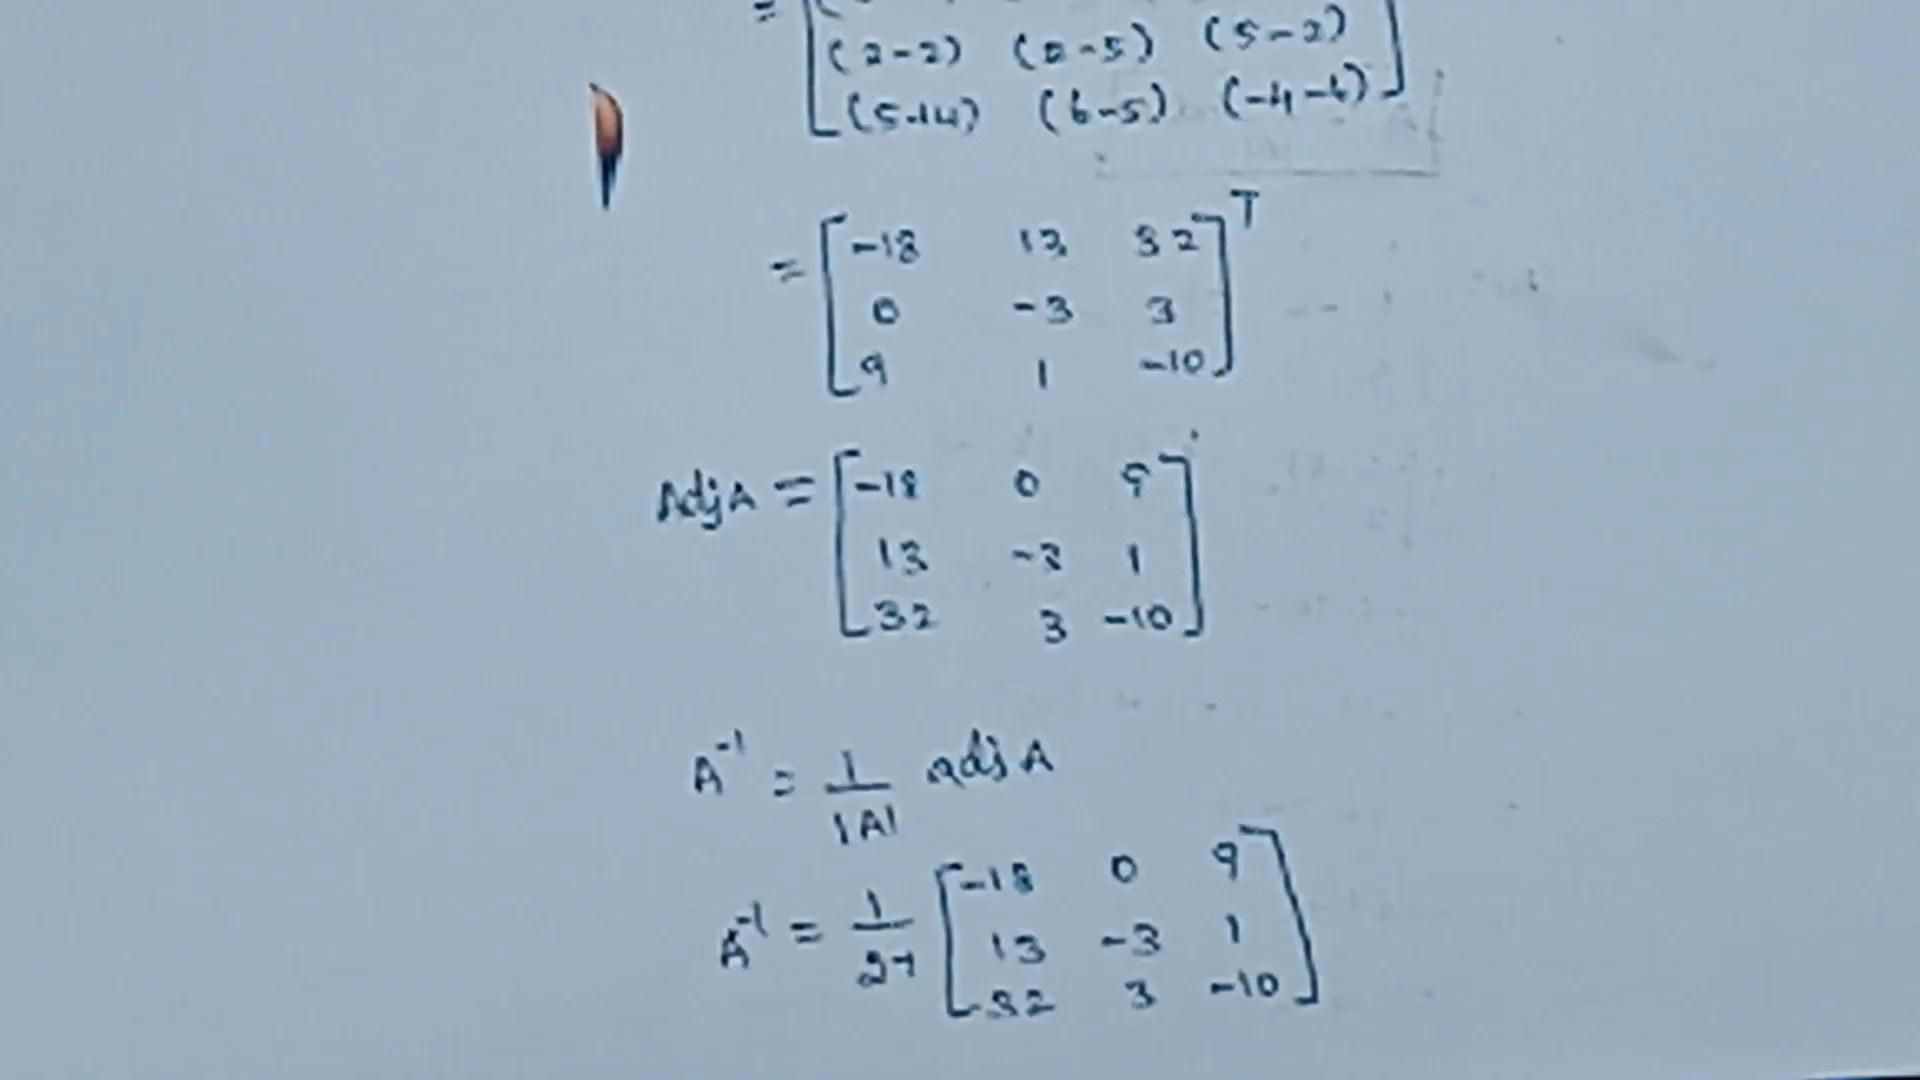 =
(2-2) (2-5) (5-2)
(5-14) (6-5) (-4-6)
= [-18 13 32]T
0 -3 3
9 1 -10
AdjA = [-18 0 9]
13 -3 1
32 3 -10
A-1 = 1/|A| adj A
A-1 = 1/27 [-18 0 9]
13 -3 1
32 3 -10